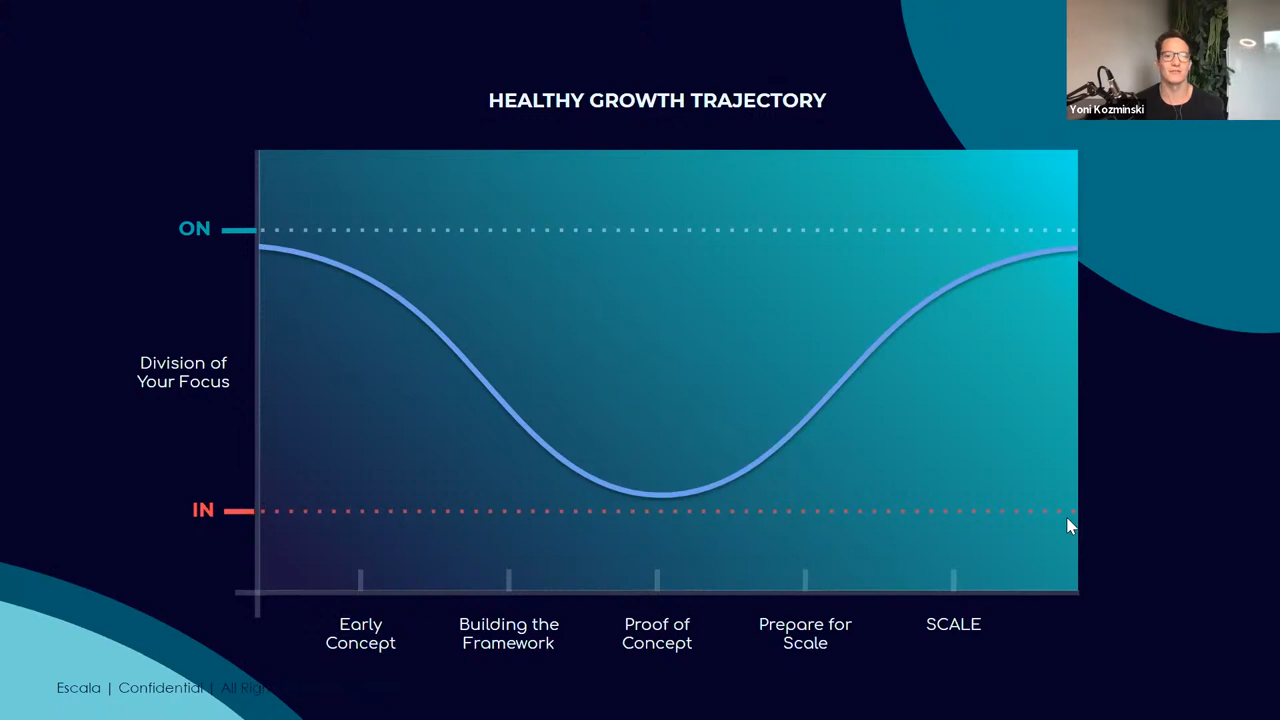 HEALTHY GROWTH TRAJECTORY
Yoni Kozminski
ON
Division of
Your Focus
IN
Early
Concept
Building the
Framework
Proof of
Concept
Prepare for
Scale
SCALE
Escala | Confidential | All